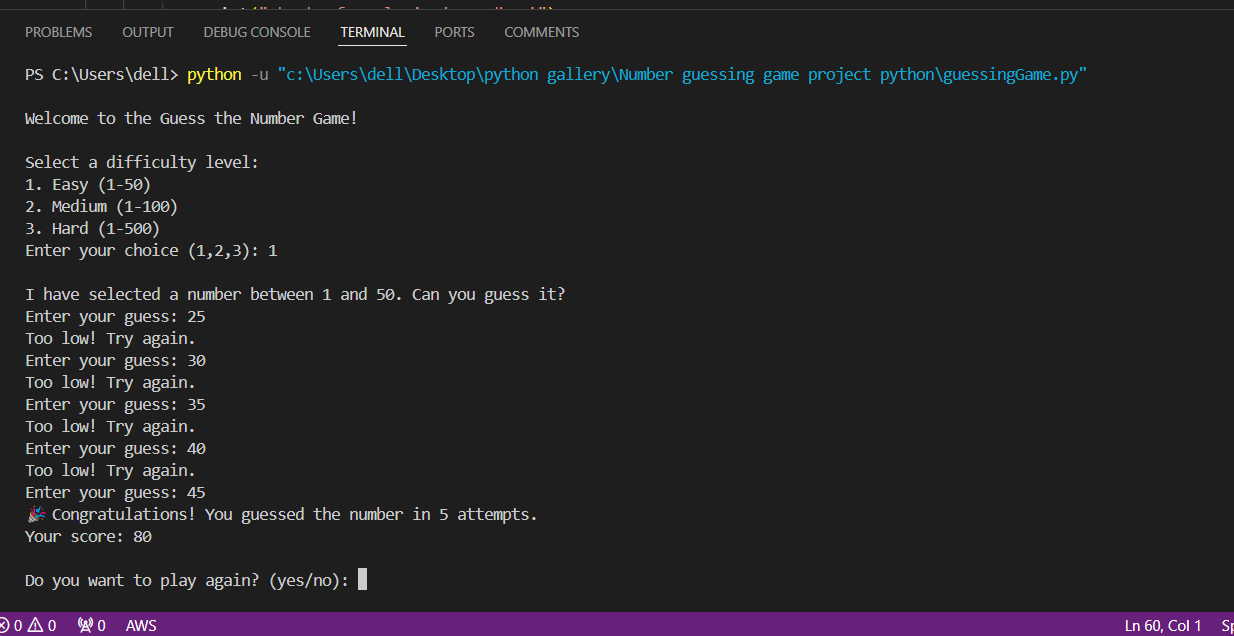 PROBLEMS OUTPUT DEBUG CONSOLE TERMINAL PORTS COMMENTS
PS C:\Users\dell> python -u "c:\Users\dell\Desktop\python gallery\Number guessing game project python\guessingGame.py"
Welcome to the Guess the Number Game!
Select a difficulty level:
1. Easy (1-50)
2. Medium (1-100)
3. Hard (1-500)
Enter your choice (1,2,3): 1
I have selected a number between 1 and 50. Can you guess it?
Enter your guess: 25
Too low! Try again.
Enter your guess: 30
Too low! Try again.
Enter your guess: 35
Too low! Try again.
Enter your guess: 40
Too low! Try again.
Enter your guess: 45
🎉 Congratulations! You guessed the number in 5 attempts.
Your score: 80
Do you want to play again? (yes/no):
0 0 0 AWS Ln 60, Col 1